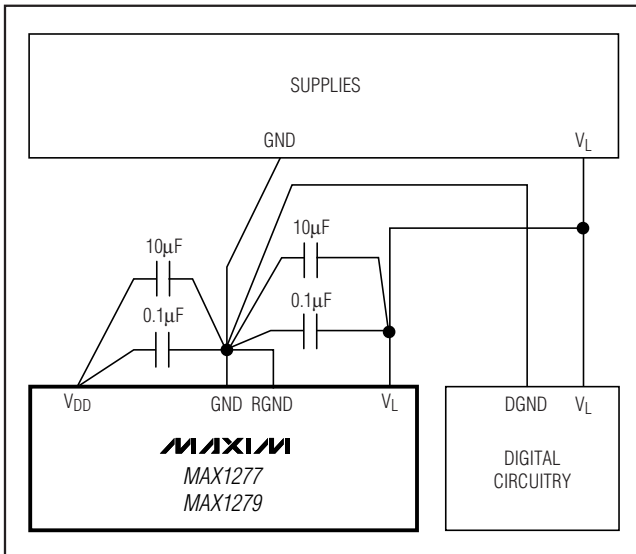 SUPPLIES
GND VL
10µF 10µF
0.1µF 0.1µF
VDD GND RGND VL DGND VL
MAXIM
MAX1277
MAX1279
DIGITAL
CIRCUITRY